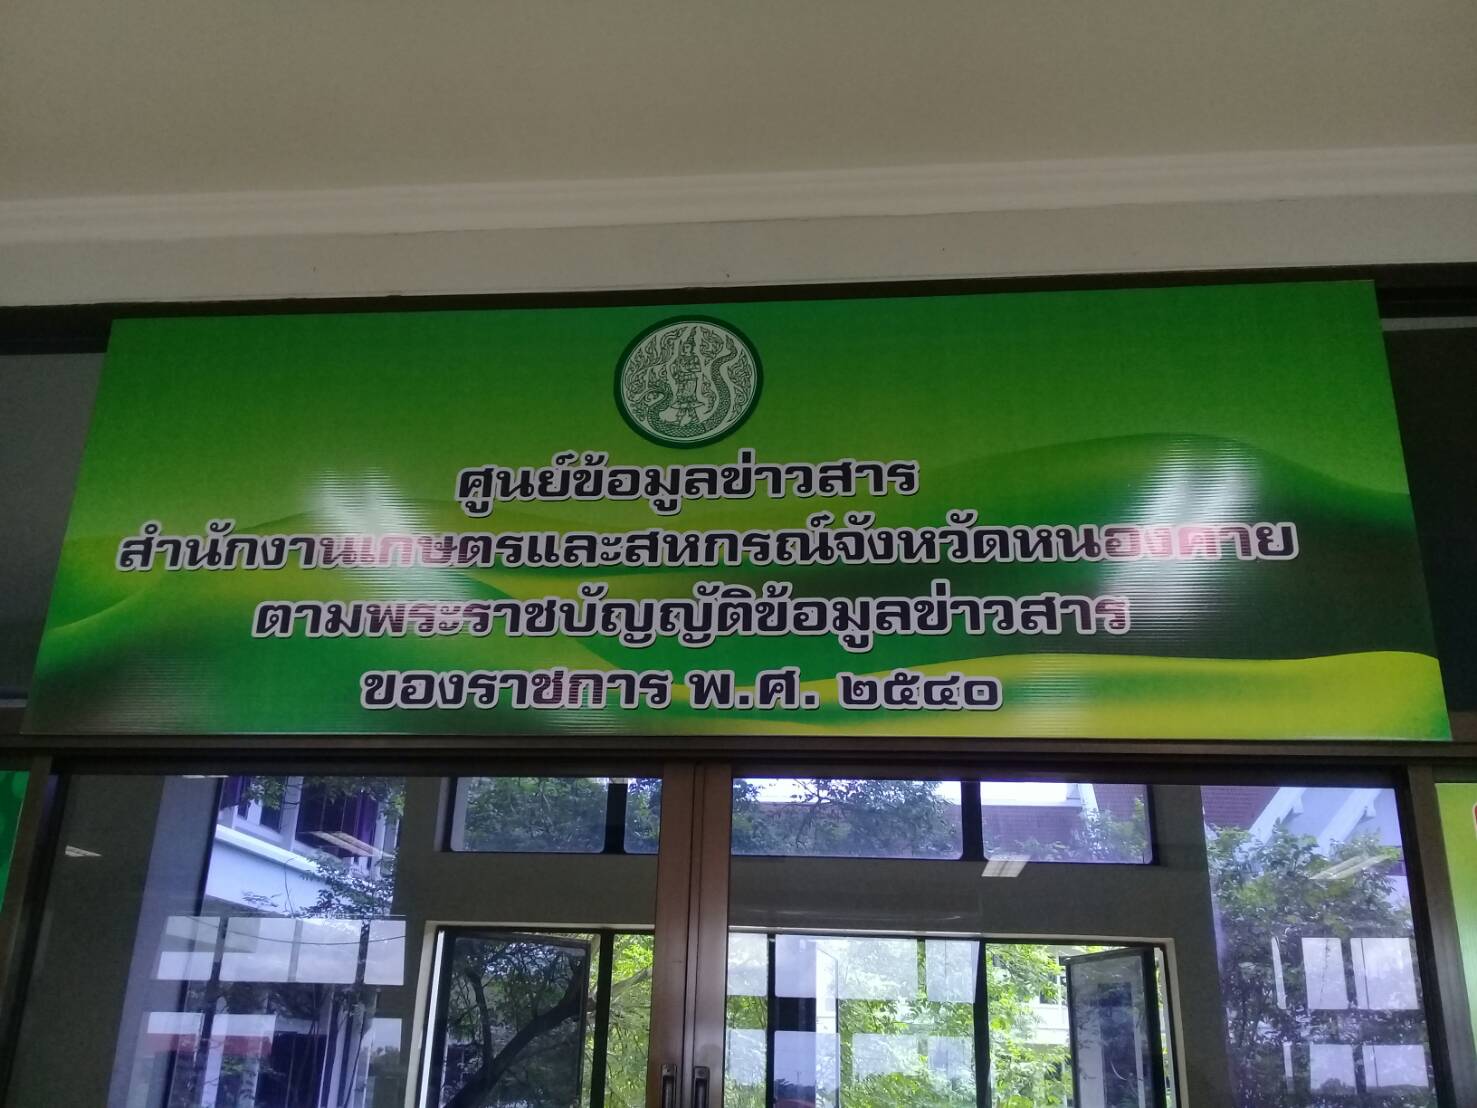 ศูนย์ข้อมูลข่าวสาร
สำนักงานเกษตรและสหกรณ์จังหวัดหนองคาย
ตามพระราชบัญญัติข้อมูลข่าวสาร
ของราชการ พ.ศ. ๒๕๔๐